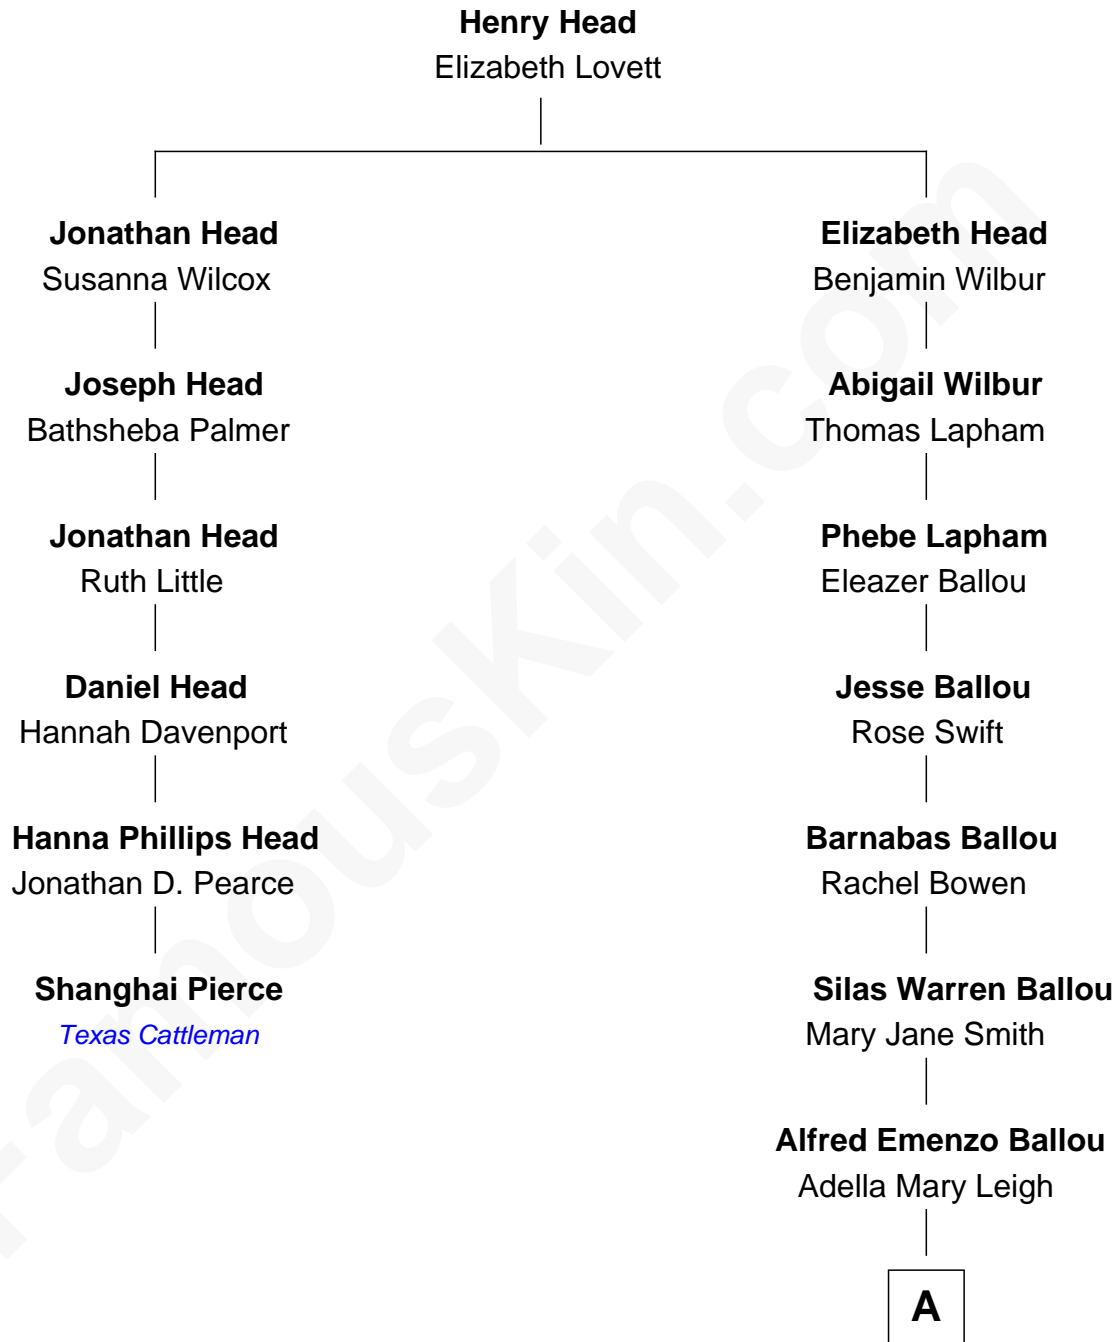 Henry Head
Elizabeth Lovett
Jonathan Head
Susanna Wilcox
Joseph Head
Bathsheba Palmer
Jonathan Head
Ruth Little
Daniel Head
Hannah Davenport
Hanna Phillips Head
Jonathan D. Pearce
Shanghai Pierce
Texas Cattleman
Elizabeth Head
Benjamin Wilbur
Abigail Wilbur
Thomas Lapham
Phebe Lapham
Eleazer Ballou
Jesse Ballou
Rose Swift
Barnabas Ballou
Rachel Bowen
Silas Warren Ballou
Mary Jane Smith
Alfred Emenzo Ballou
Adella Mary Leigh
A
FamousKin.com